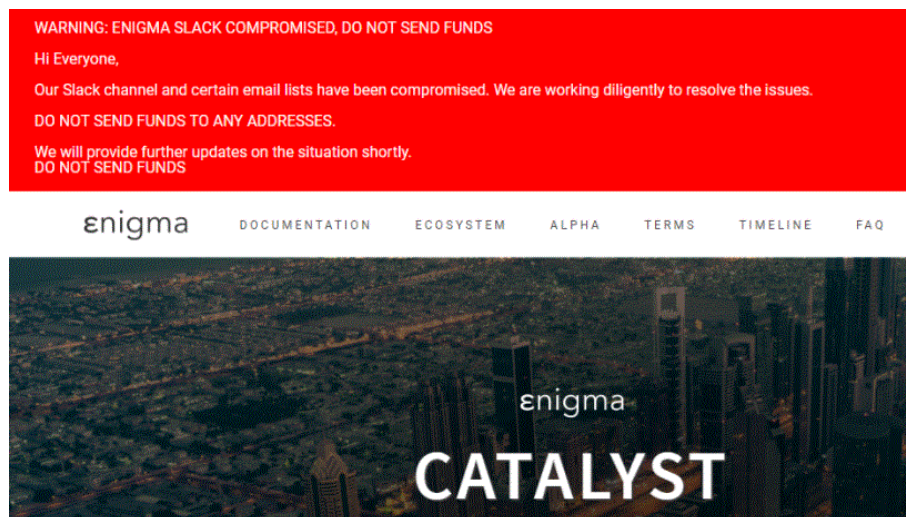 WARNING: ENIGMA SLACK COMPROMISED, DO NOT SEND FUNDS
Hi Everyone,
Our Slack channel and certain email lists have been compromised. We are working diligently to resolve the issues.
DO NOT SEND FUNDS TO ANY ADDRESSES.
We will provide further updates on the situation shortly.
DO NOT SEND FUNDS
εnigma DOCUMENTATION ECOSYSTEM ALPHA TERMS TIMELINE FAQ
εnigma
CATALYST